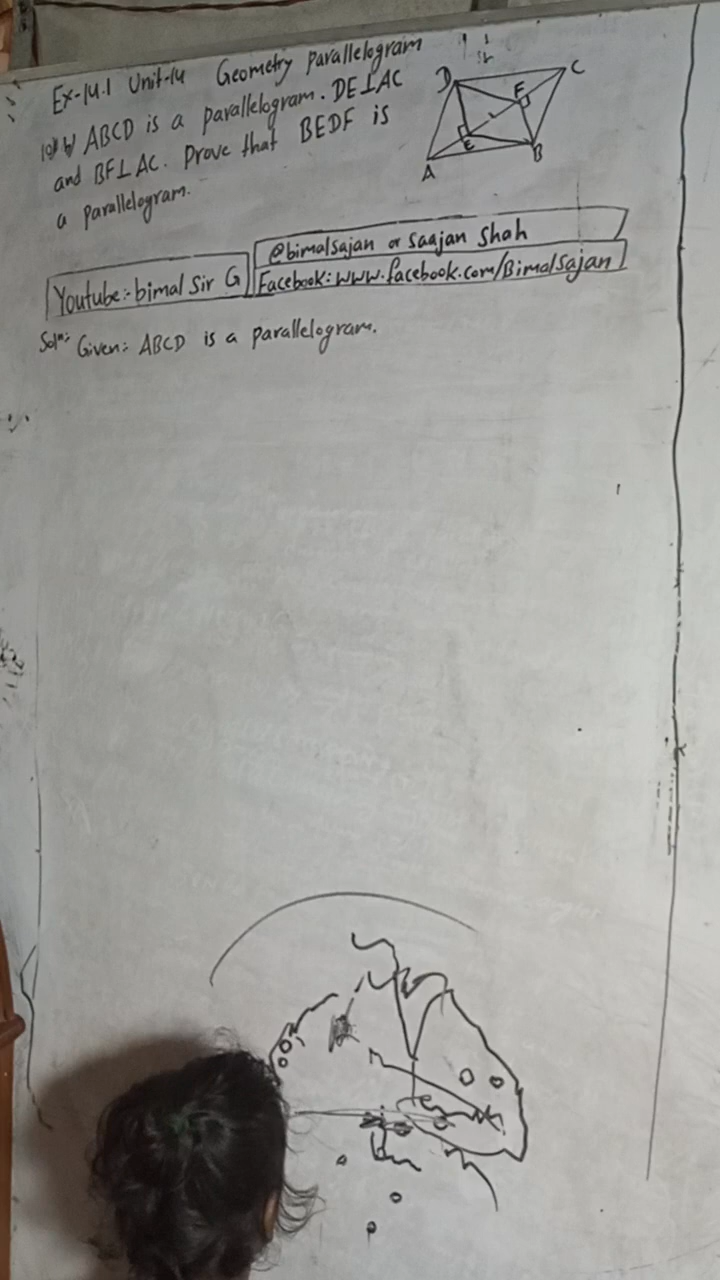 Ex-14.1 Unit-14 Geometry parallelogram
10) b) ABCD is a parallelogram. DE⊥AC
and BF⊥AC. Prove that BEDF is
a parallelogram.
D
C
F
E
A
B
Youtube:- bimal Sir G
@bimalsajan or Saajan Shah
Facebook: www.facebook.com/Bimalsajan
Solⁿ: Given: ABCD is a parallelogram.